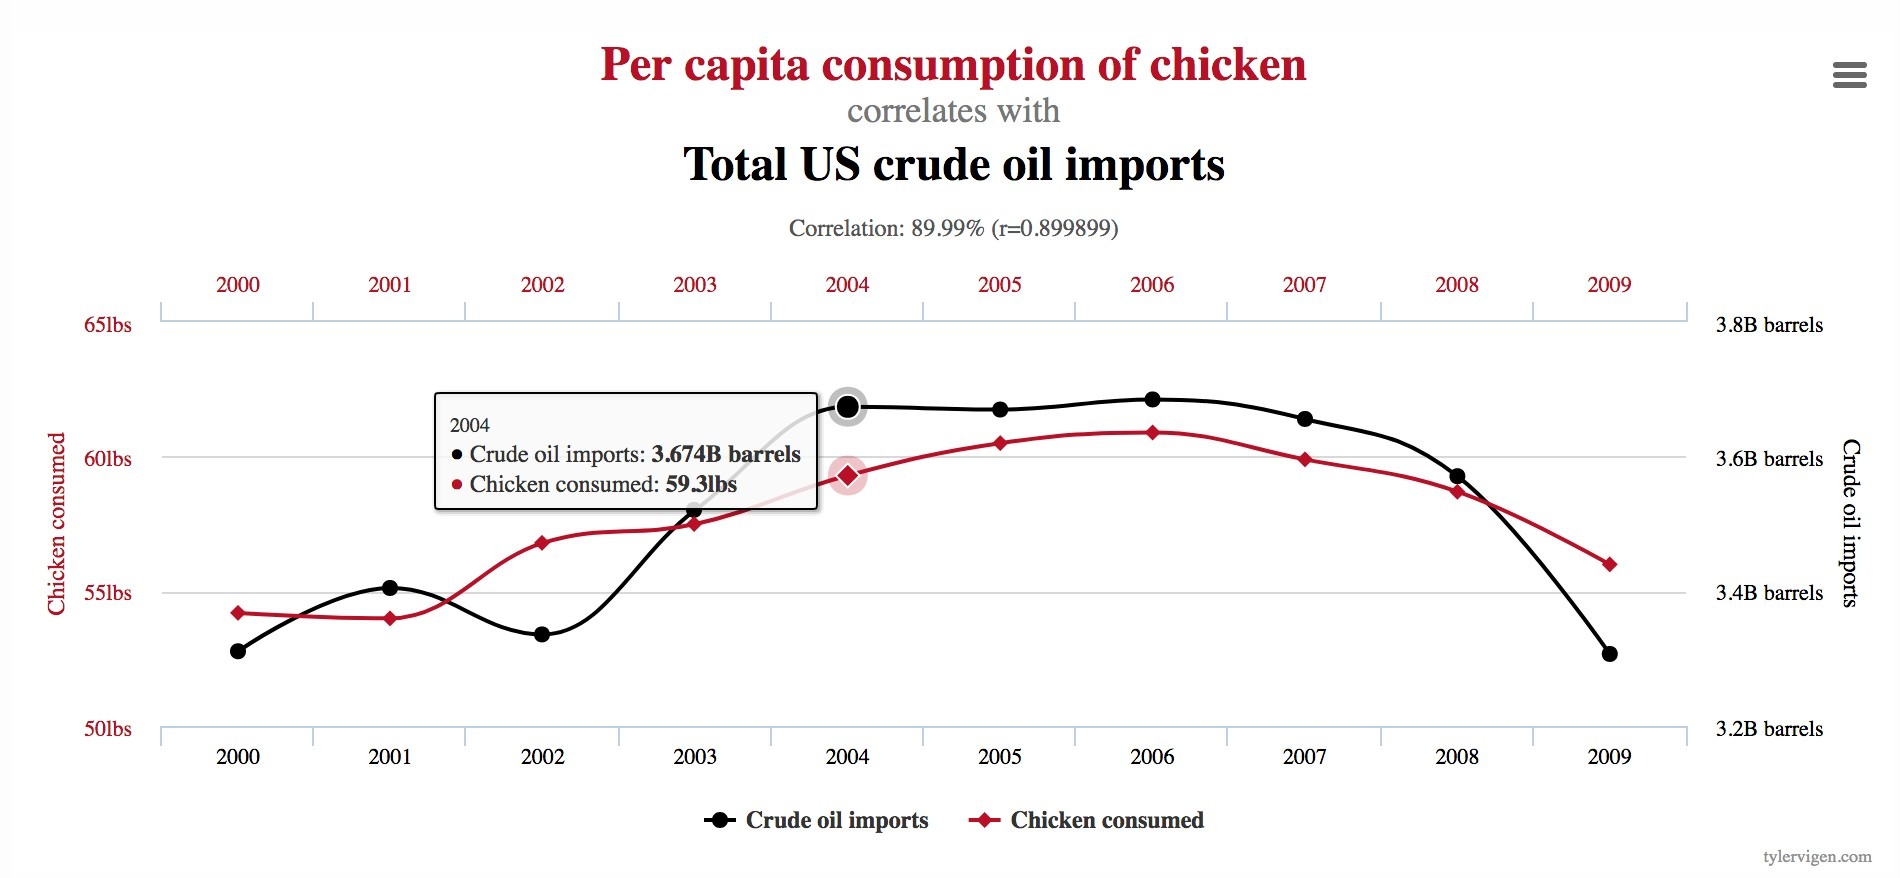 Per capita consumption of chicken
correlates with
Total US crude oil imports
Correlation: 89.99% (r=0.899899)
2000 2001 2002 2003 2004 2005 2006 2007 2008 2009
65lbs
60lbs
55lbs
50lbs
Chicken consumed
2004
Crude oil imports: 3.674B barrels
Chicken consumed: 59.3lbs
3.8B barrels
3.6B barrels
3.4B barrels
3.2B barrels
Crude oil imports
2000 2001 2002 2003 2004 2005 2006 2007 2008 2009
Crude oil imports Chicken consumed
tylervigen.com